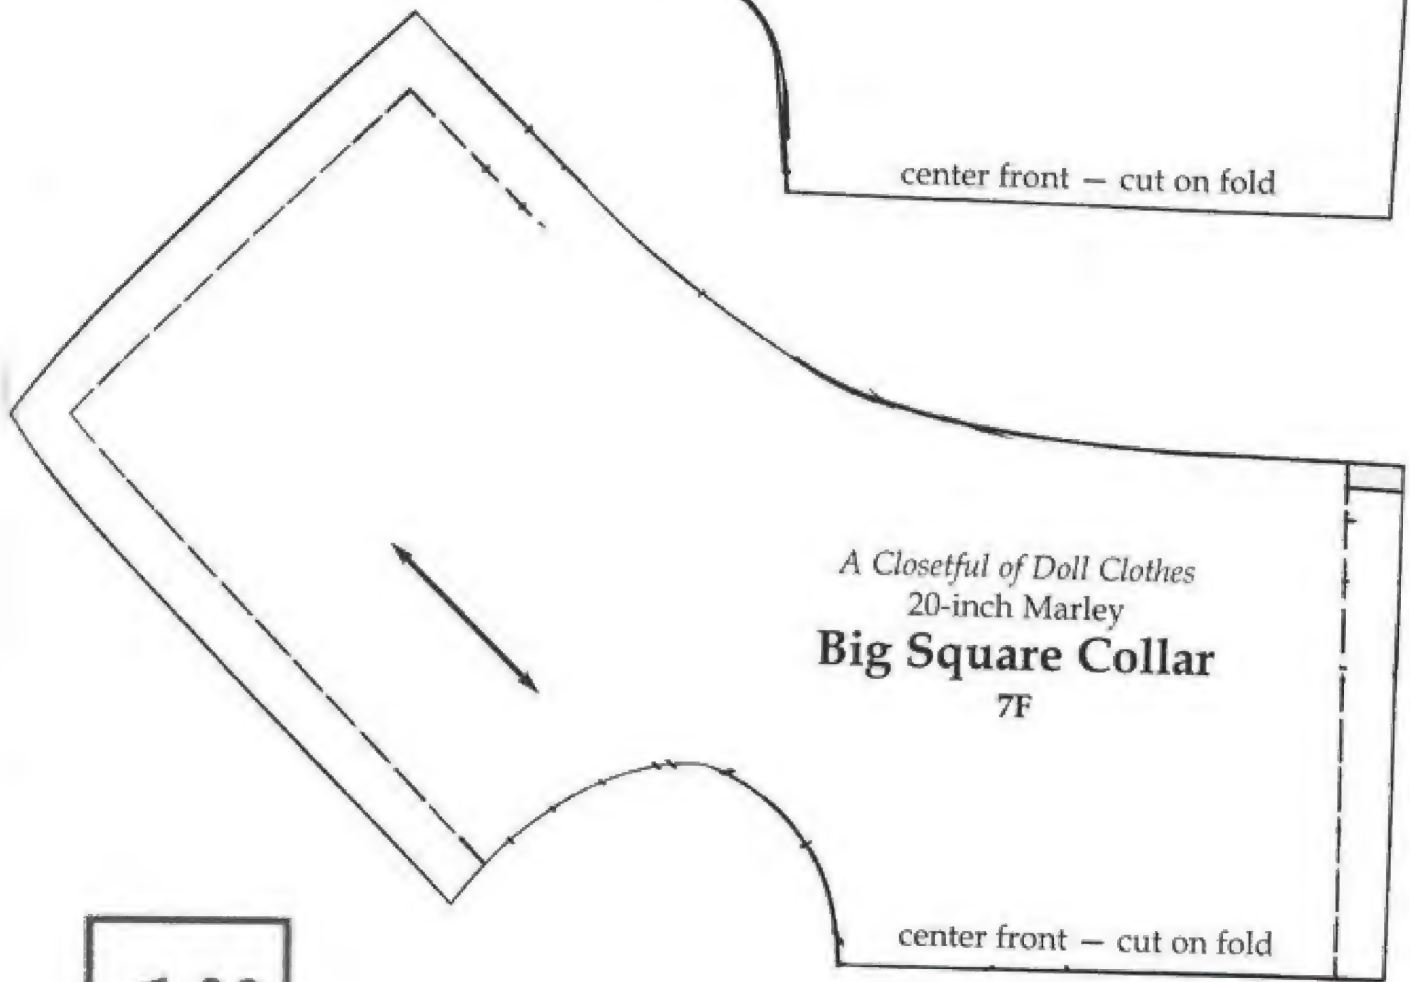 center front — cut on fold
A Closetful of Doll Clothes
20-inch Marley
Big Square Collar
7F
center front — cut on fold